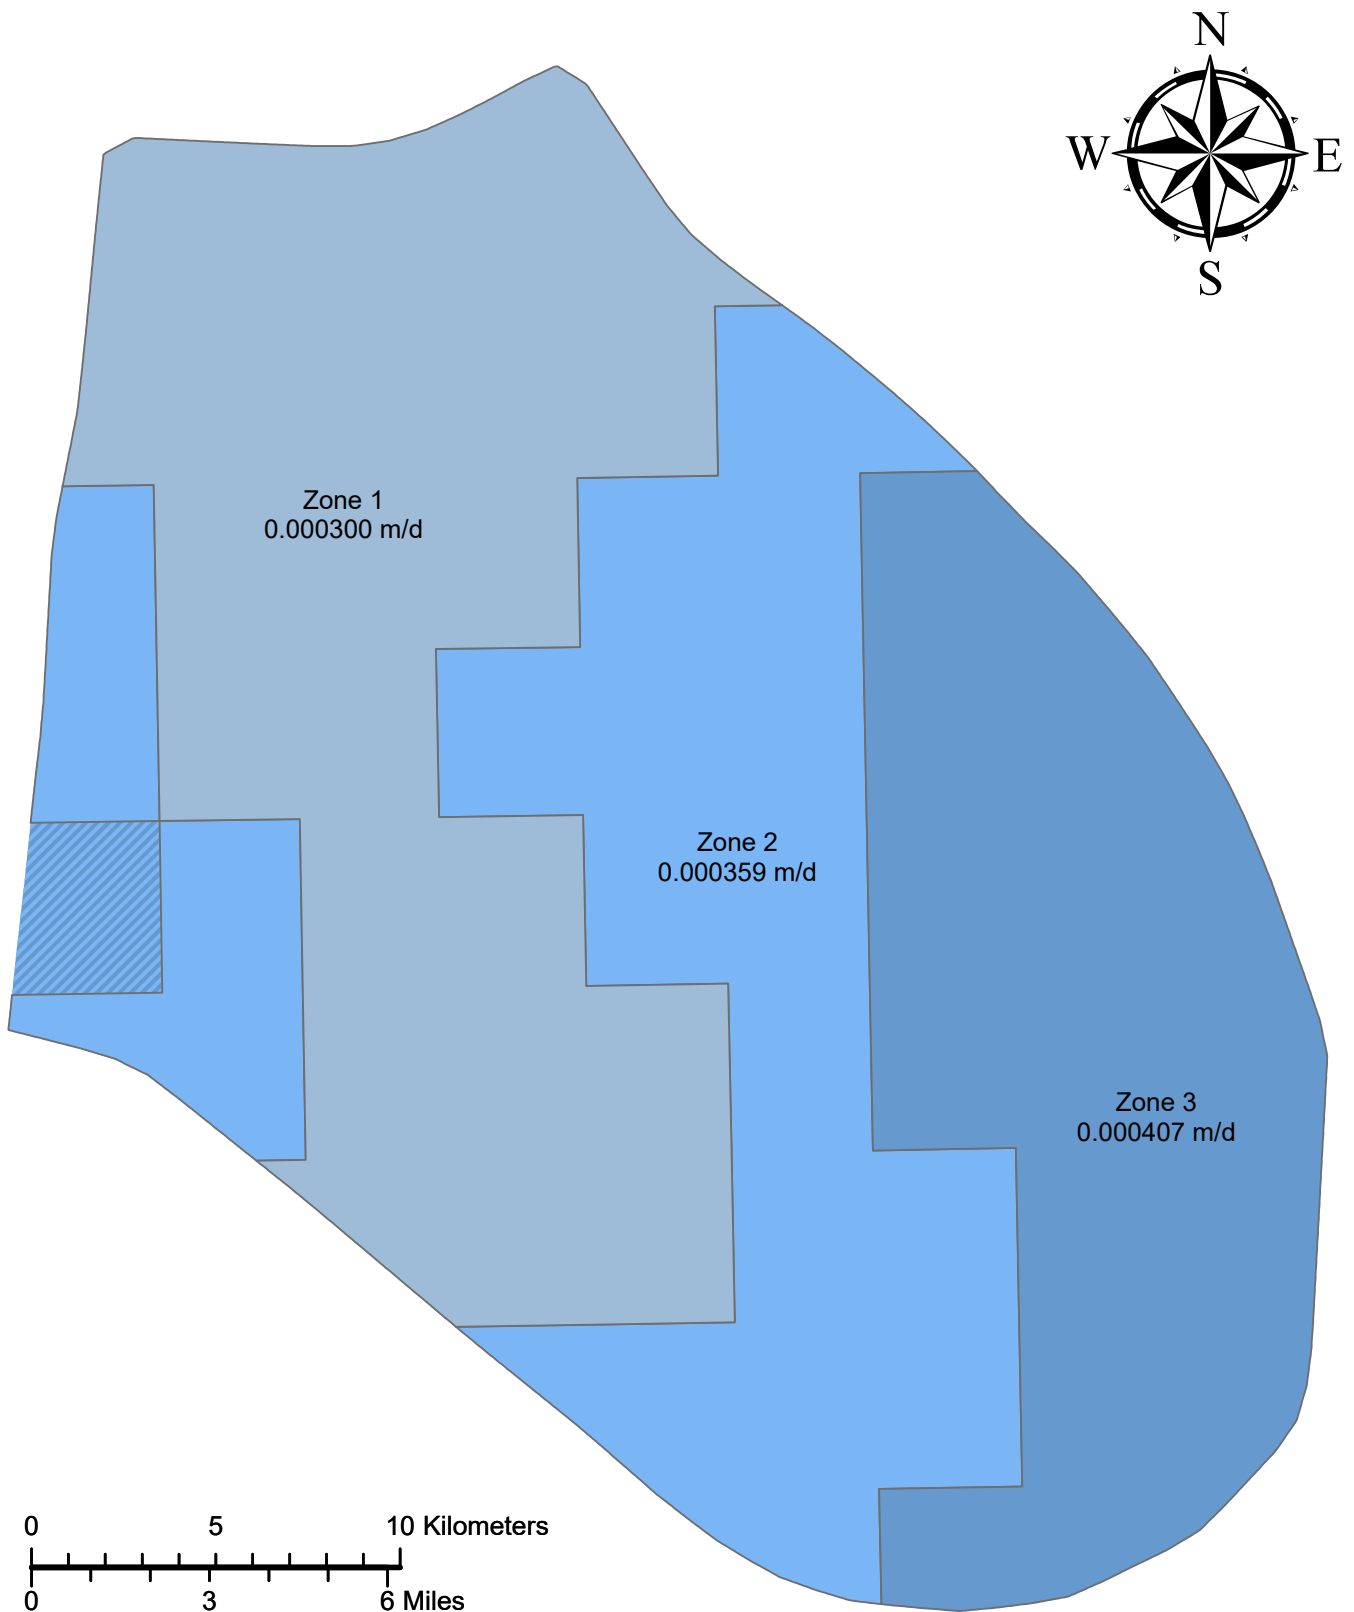 N
W E
S
Zone 1
0.000300 m/d
Zone 2
0.000359 m/d
Zone 3
0.000407 m/d
0 5 10 Kilometers
0 3 6 Miles